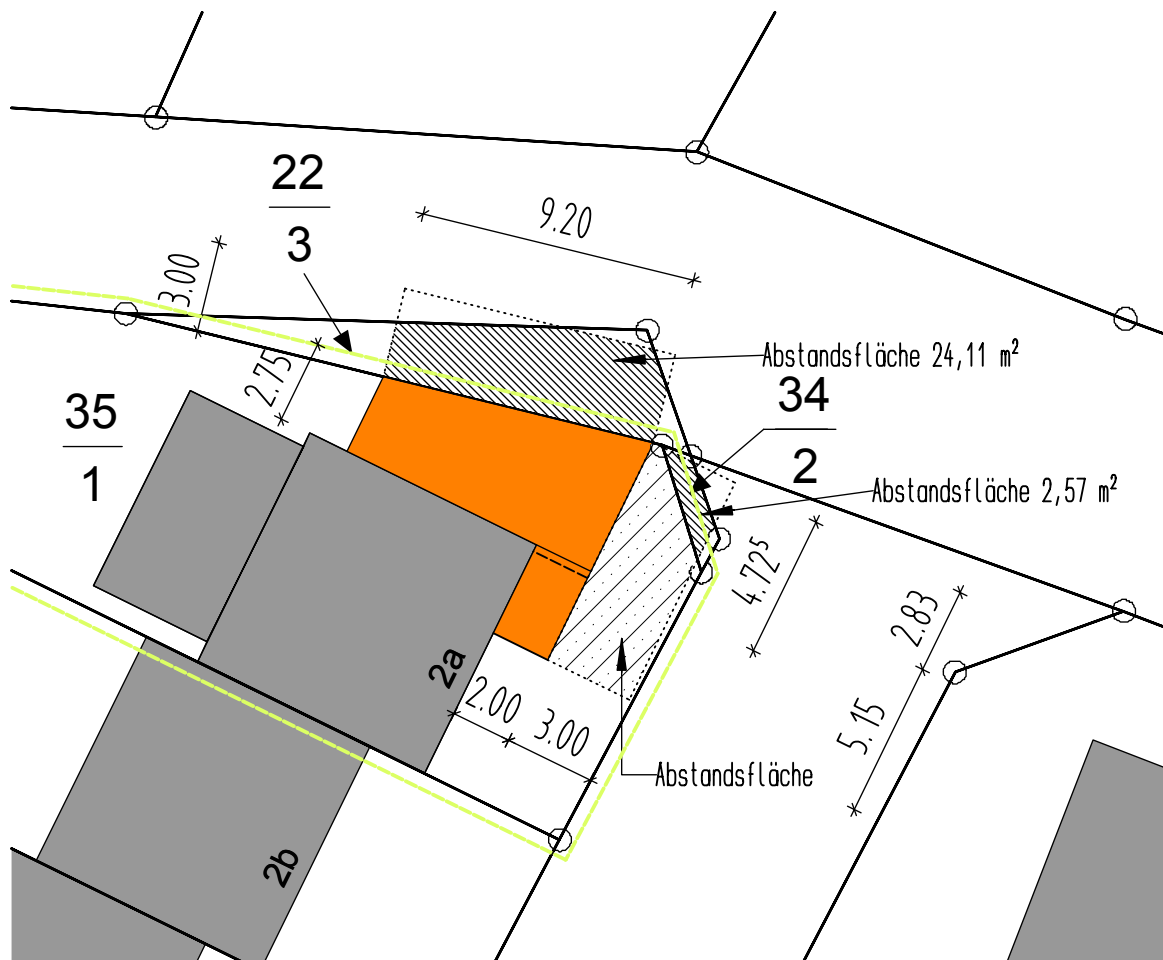 22
3
9.20
3.00
2.75
Abstandsfläche 24,11 m²
35
1
34
2
Abstandsfläche 2,57 m²
4.72⁵
2.83
5.15
2a
2.00
3.00
Abstandsfläche
2b